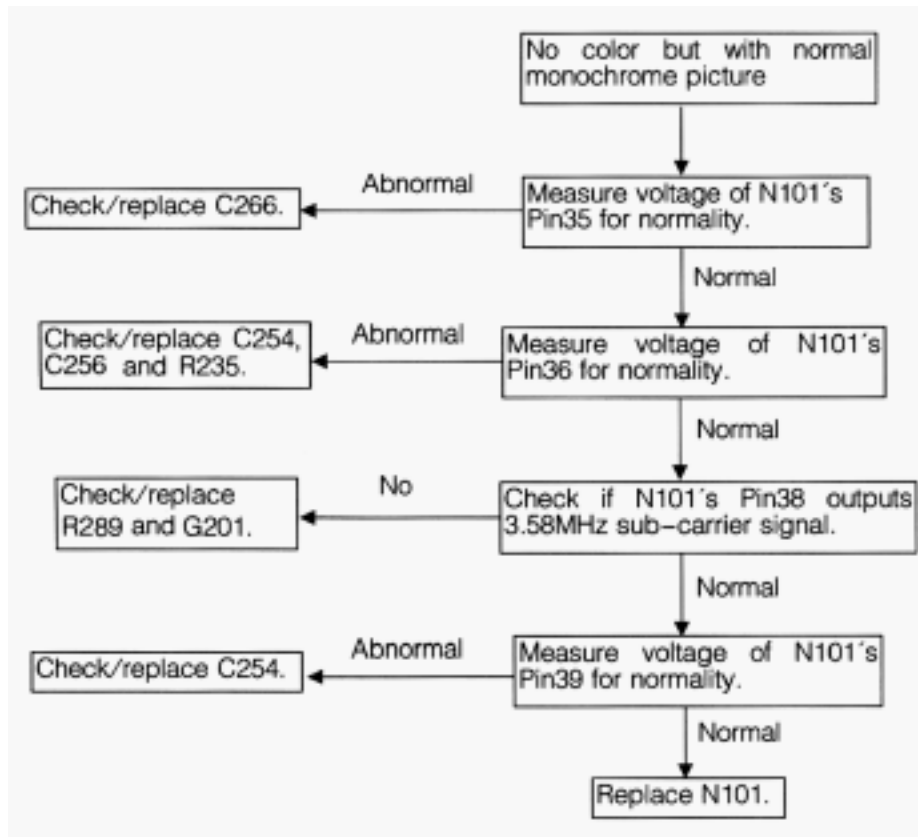 No color but with normal
monochrome picture
Abnormal
Measure voltage of N101´s
Pin35 for normality.
Check/replace C266.
Normal
Abnormal
Measure voltage of N101´s
Pin36 for normality.
Check/replace C254,
C256 and R235.
Normal
No
Check if N101´s Pin38 outputs
3.58MHz sub-carrier signal.
Check/replace
R289 and G201.
Normal
Abnormal
Measure voltage of N101´s
Pin39 for normality.
Check/replace C254.
Normal
Replace N101.